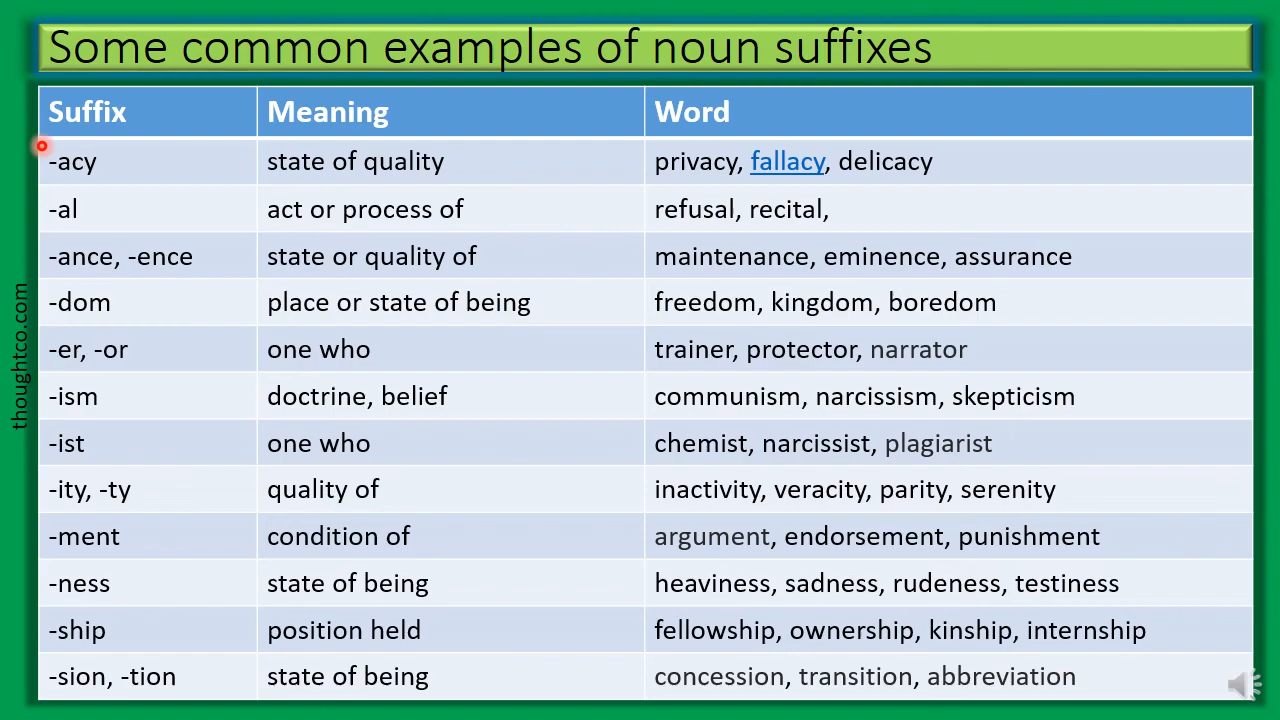 Some common examples of noun suffixes
Suffix Meaning Word
-acy state of quality privacy, fallacy, delicacy
-al act or process of refusal, recital,
-ance, -ence state or quality of maintenance, eminence, assurance
-dom place or state of being freedom, kingdom, boredom
-er, -or one who trainer, protector, narrator
-ism doctrine, belief communism, narcissism, skepticism
-ist one who chemist, narcissist, plagiarist
-ity, -ty quality of inactivity, veracity, parity, serenity
-ment condition of argument, endorsement, punishment
-ness state of being heaviness, sadness, rudeness, testiness
-ship position held fellowship, ownership, kinship, internship
-sion, -tion state of being concession, transition, abbreviation
thoughtco.com